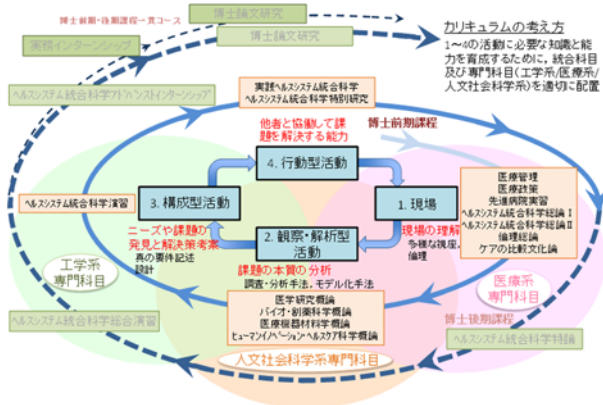 博士前期・後期課程一貫コース
博士論文研究
博士論文研究
実務インターンシップ
ヘルスシステム統合科学アドバンストインターンシップ
カリキュラムの考え方
1～4の活動に必要な知識と能
力を育成するために，統合科目
及び専門科目(工学系/医療系/
人文社会科学系)を適切に配置
実践ヘルスシステム統合科学
ヘルスシステム統合科学特別研究
他者と協働して課
題を解決する能力
博士前期課程
4. 行動型活動
3. 構成型活動
1. 現場
2. 観察・解析型
活動
ヘルスシステム統合科学演習
医療管理
医療政策
先進病院実習
ヘルスシステム統合科学総論Ⅰ
ヘルスシステム統合科学総論Ⅱ
倫理総論
ケアの比較文化論
ニーズや課題の
発見と解決策考案
真の要件記述
設計
現場の理解
多様な視座，
倫理
課題の本質の分析
調査・分析手法，モデル化手法
工学系
専門科目
医療系
専門科目
医学研究概論
バイオ・創薬科学概論
医療機器材料学概論
ヒューマンイノベーション・ヘルスケア科学概論
ヘルスシステム統合科学総合演習
博士後期課程
ヘルスシステム統合科学特論
人文社会科学系専門科目